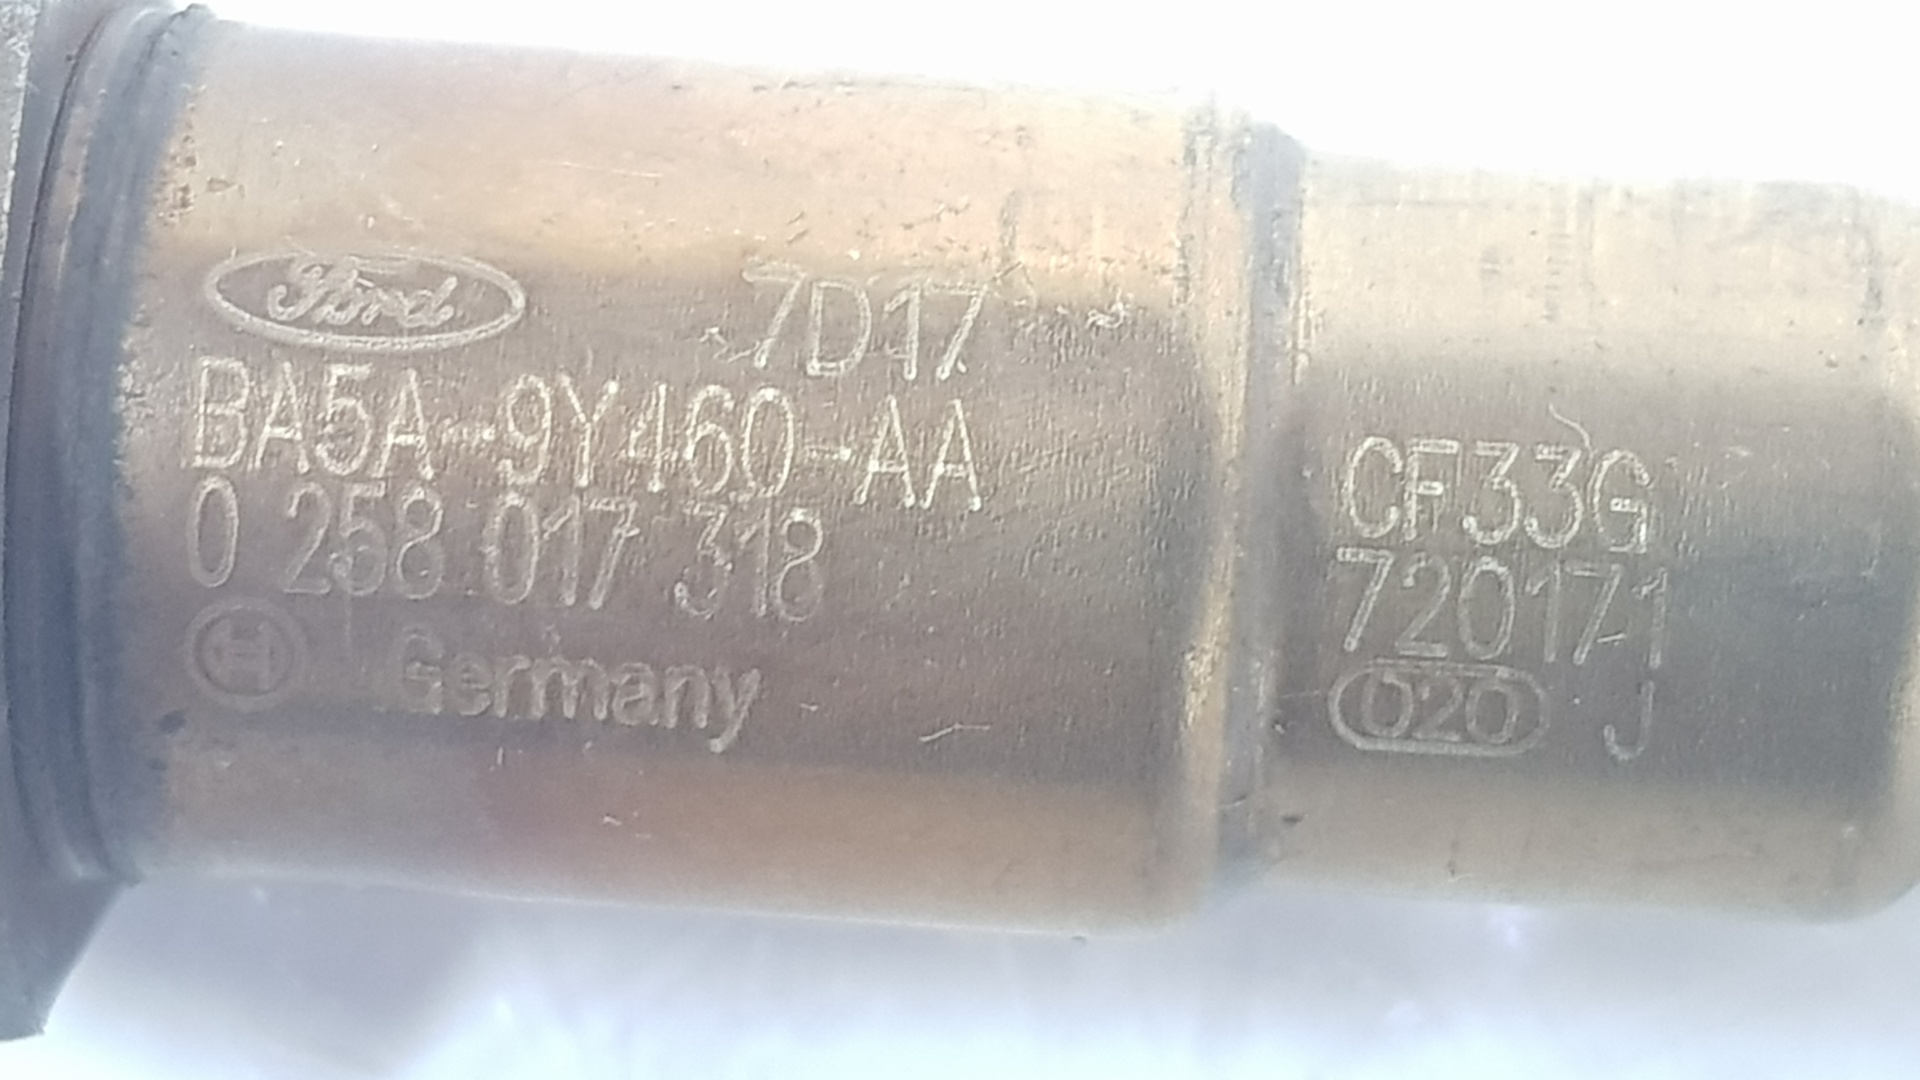 Ford 7D17
BA5A-9Y460-AA
0 258 017 318
Germany
CF33G
720171
020 J